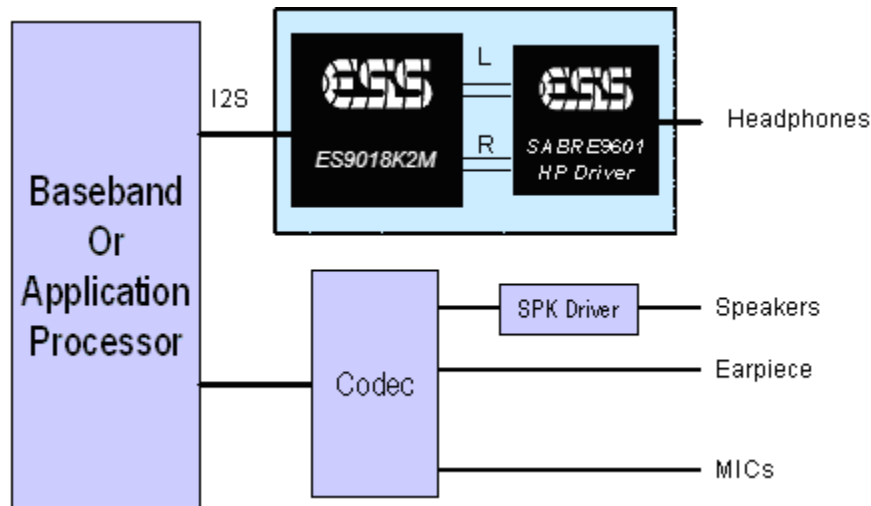 Baseband
Or
Application
Processor
I2S
ESS
ES9018K2M
L
R
ESS
SABRE9601
HP Driver
Headphones
Codec
SPK Driver
Speakers
Earpiece
MICs